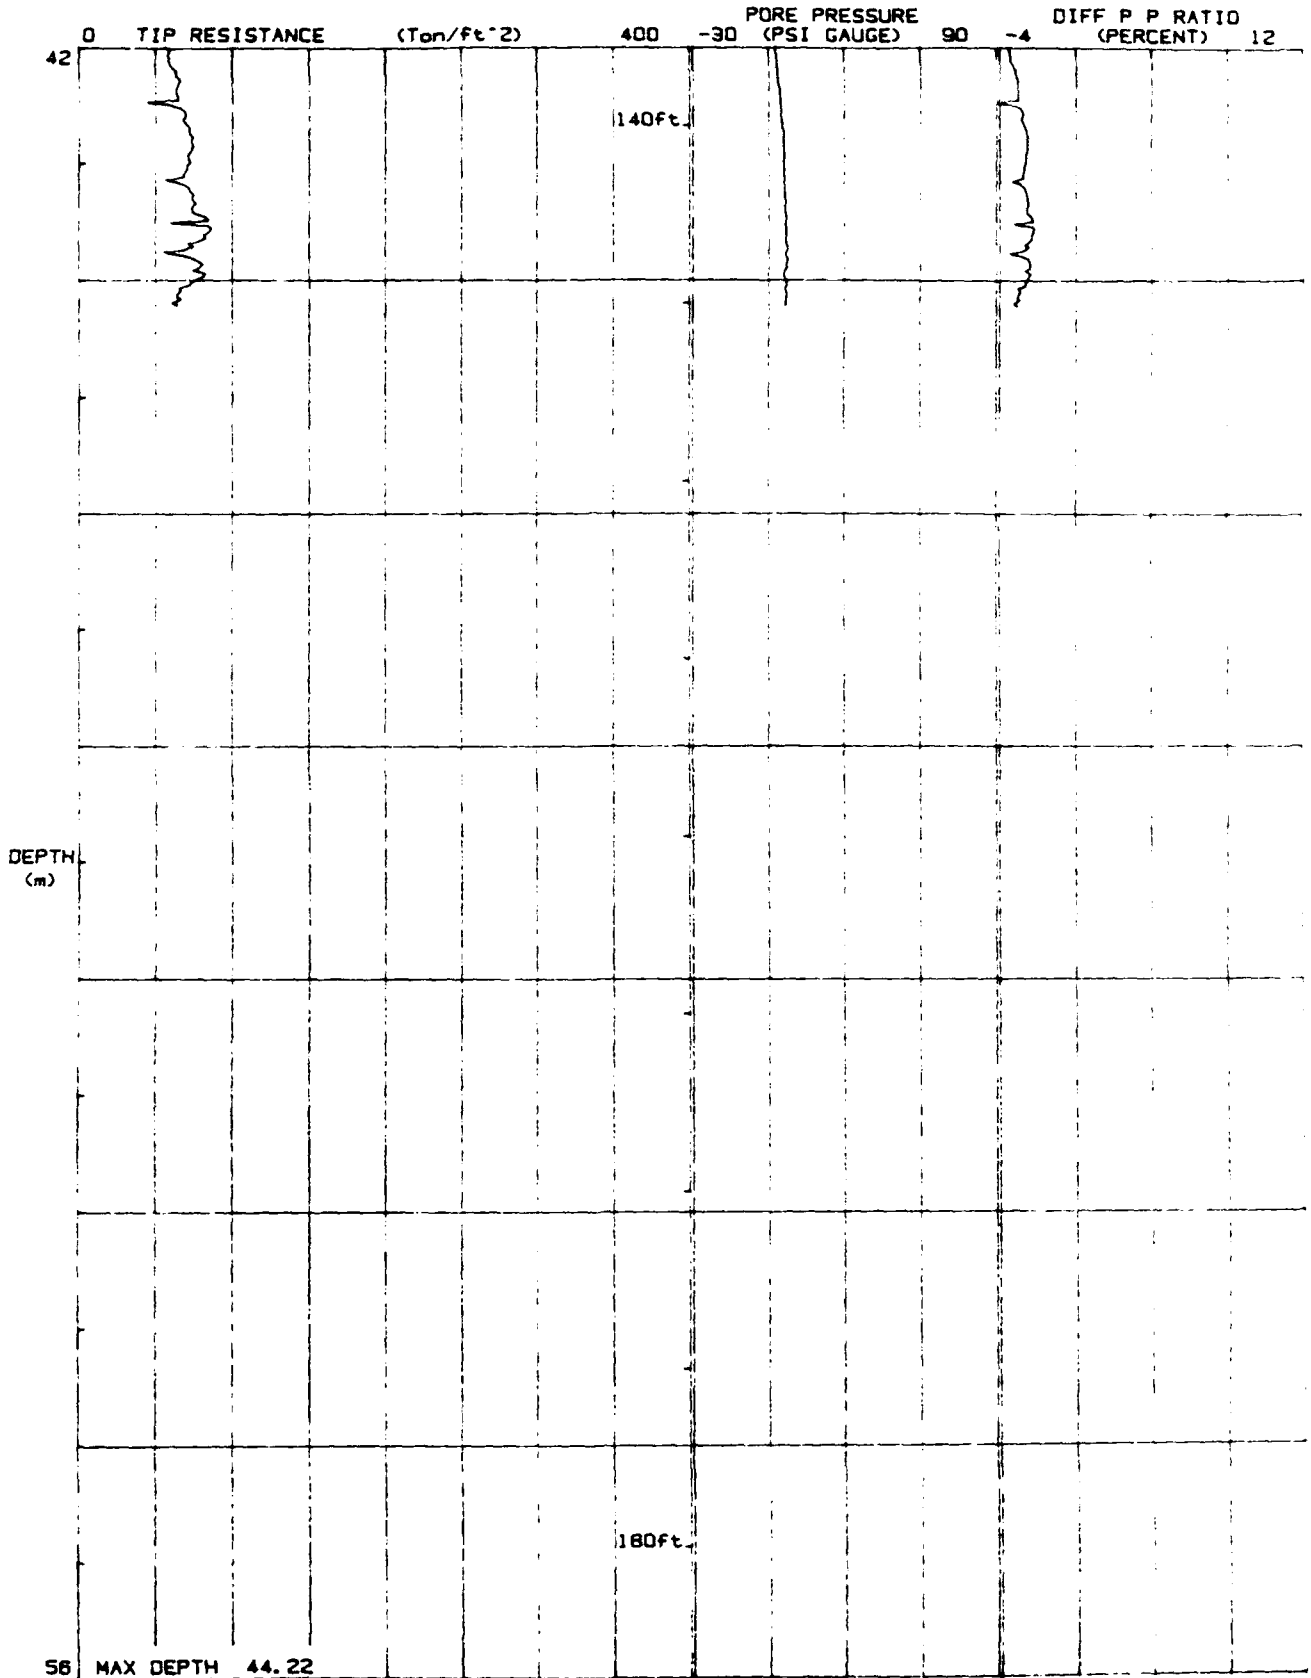 PORE PRESSURE DIFF P P RATIO
0 TIP RESISTANCE (Ton/ft^2) 400 -30 (PSI GAUGE) 90 -4 (PERCENT) 12
42
140ft.
DEPTH
(m)
180ft.
56 MAX DEPTH 44.22